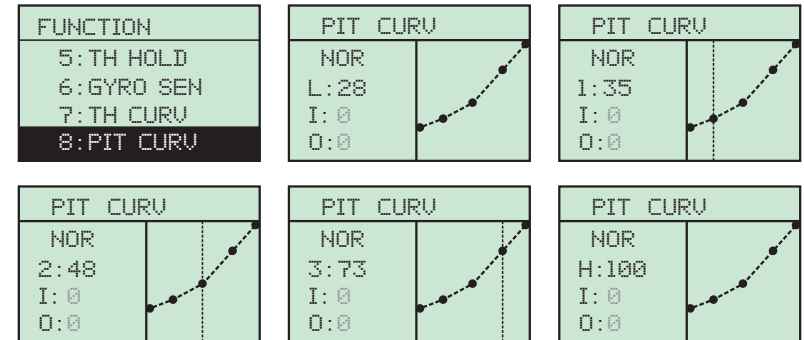 FUNCTION
5:TH HOLD
6:GYRO SEN
7:TH CURV
8:PIT CURV
PIT CURV
NOR
L:28
I:0
O:0
PIT CURV
NOR
1:35
I:0
O:0
PIT CURV
NOR
2:48
I:0
O:0
PIT CURV
NOR
3:73
I:0
O:0
PIT CURV
NOR
H:100
I:0
O:0